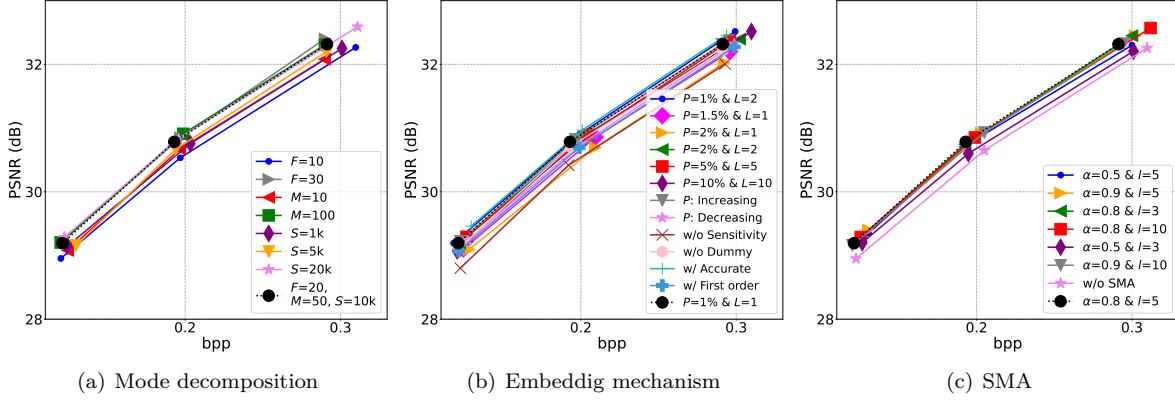 PSNR (dB)
32
30
28
0.2
0.3
bpp
F=10
F=30
M=10
M=100
S=1k
S=5k
S=20k
F=20,
M=50, S=10k
(a) Mode decomposition
PSNR (dB)
32
30
28
0.2
0.3
bpp
P=1% & L=2
P=1.5% & L=1
P=2% & L=1
P=2% & L=2
P=5% & L=5
P=10% & L=10
P: Increasing
P: Decreasing
w/o Sensitivity
w/o Dummy
w/ Accurate
w/ First order
P=1% & L=1
(b) Embeddig mechanism
PSNR (dB)
32
30
28
0.2
0.3
bpp
α=0.5 & l=5
α=0.9 & l=5
α=0.8 & l=3
α=0.8 & l=10
α=0.5 & l=3
α=0.9 & l=10
w/o SMA
α=0.8 & l=5
(c) SMA